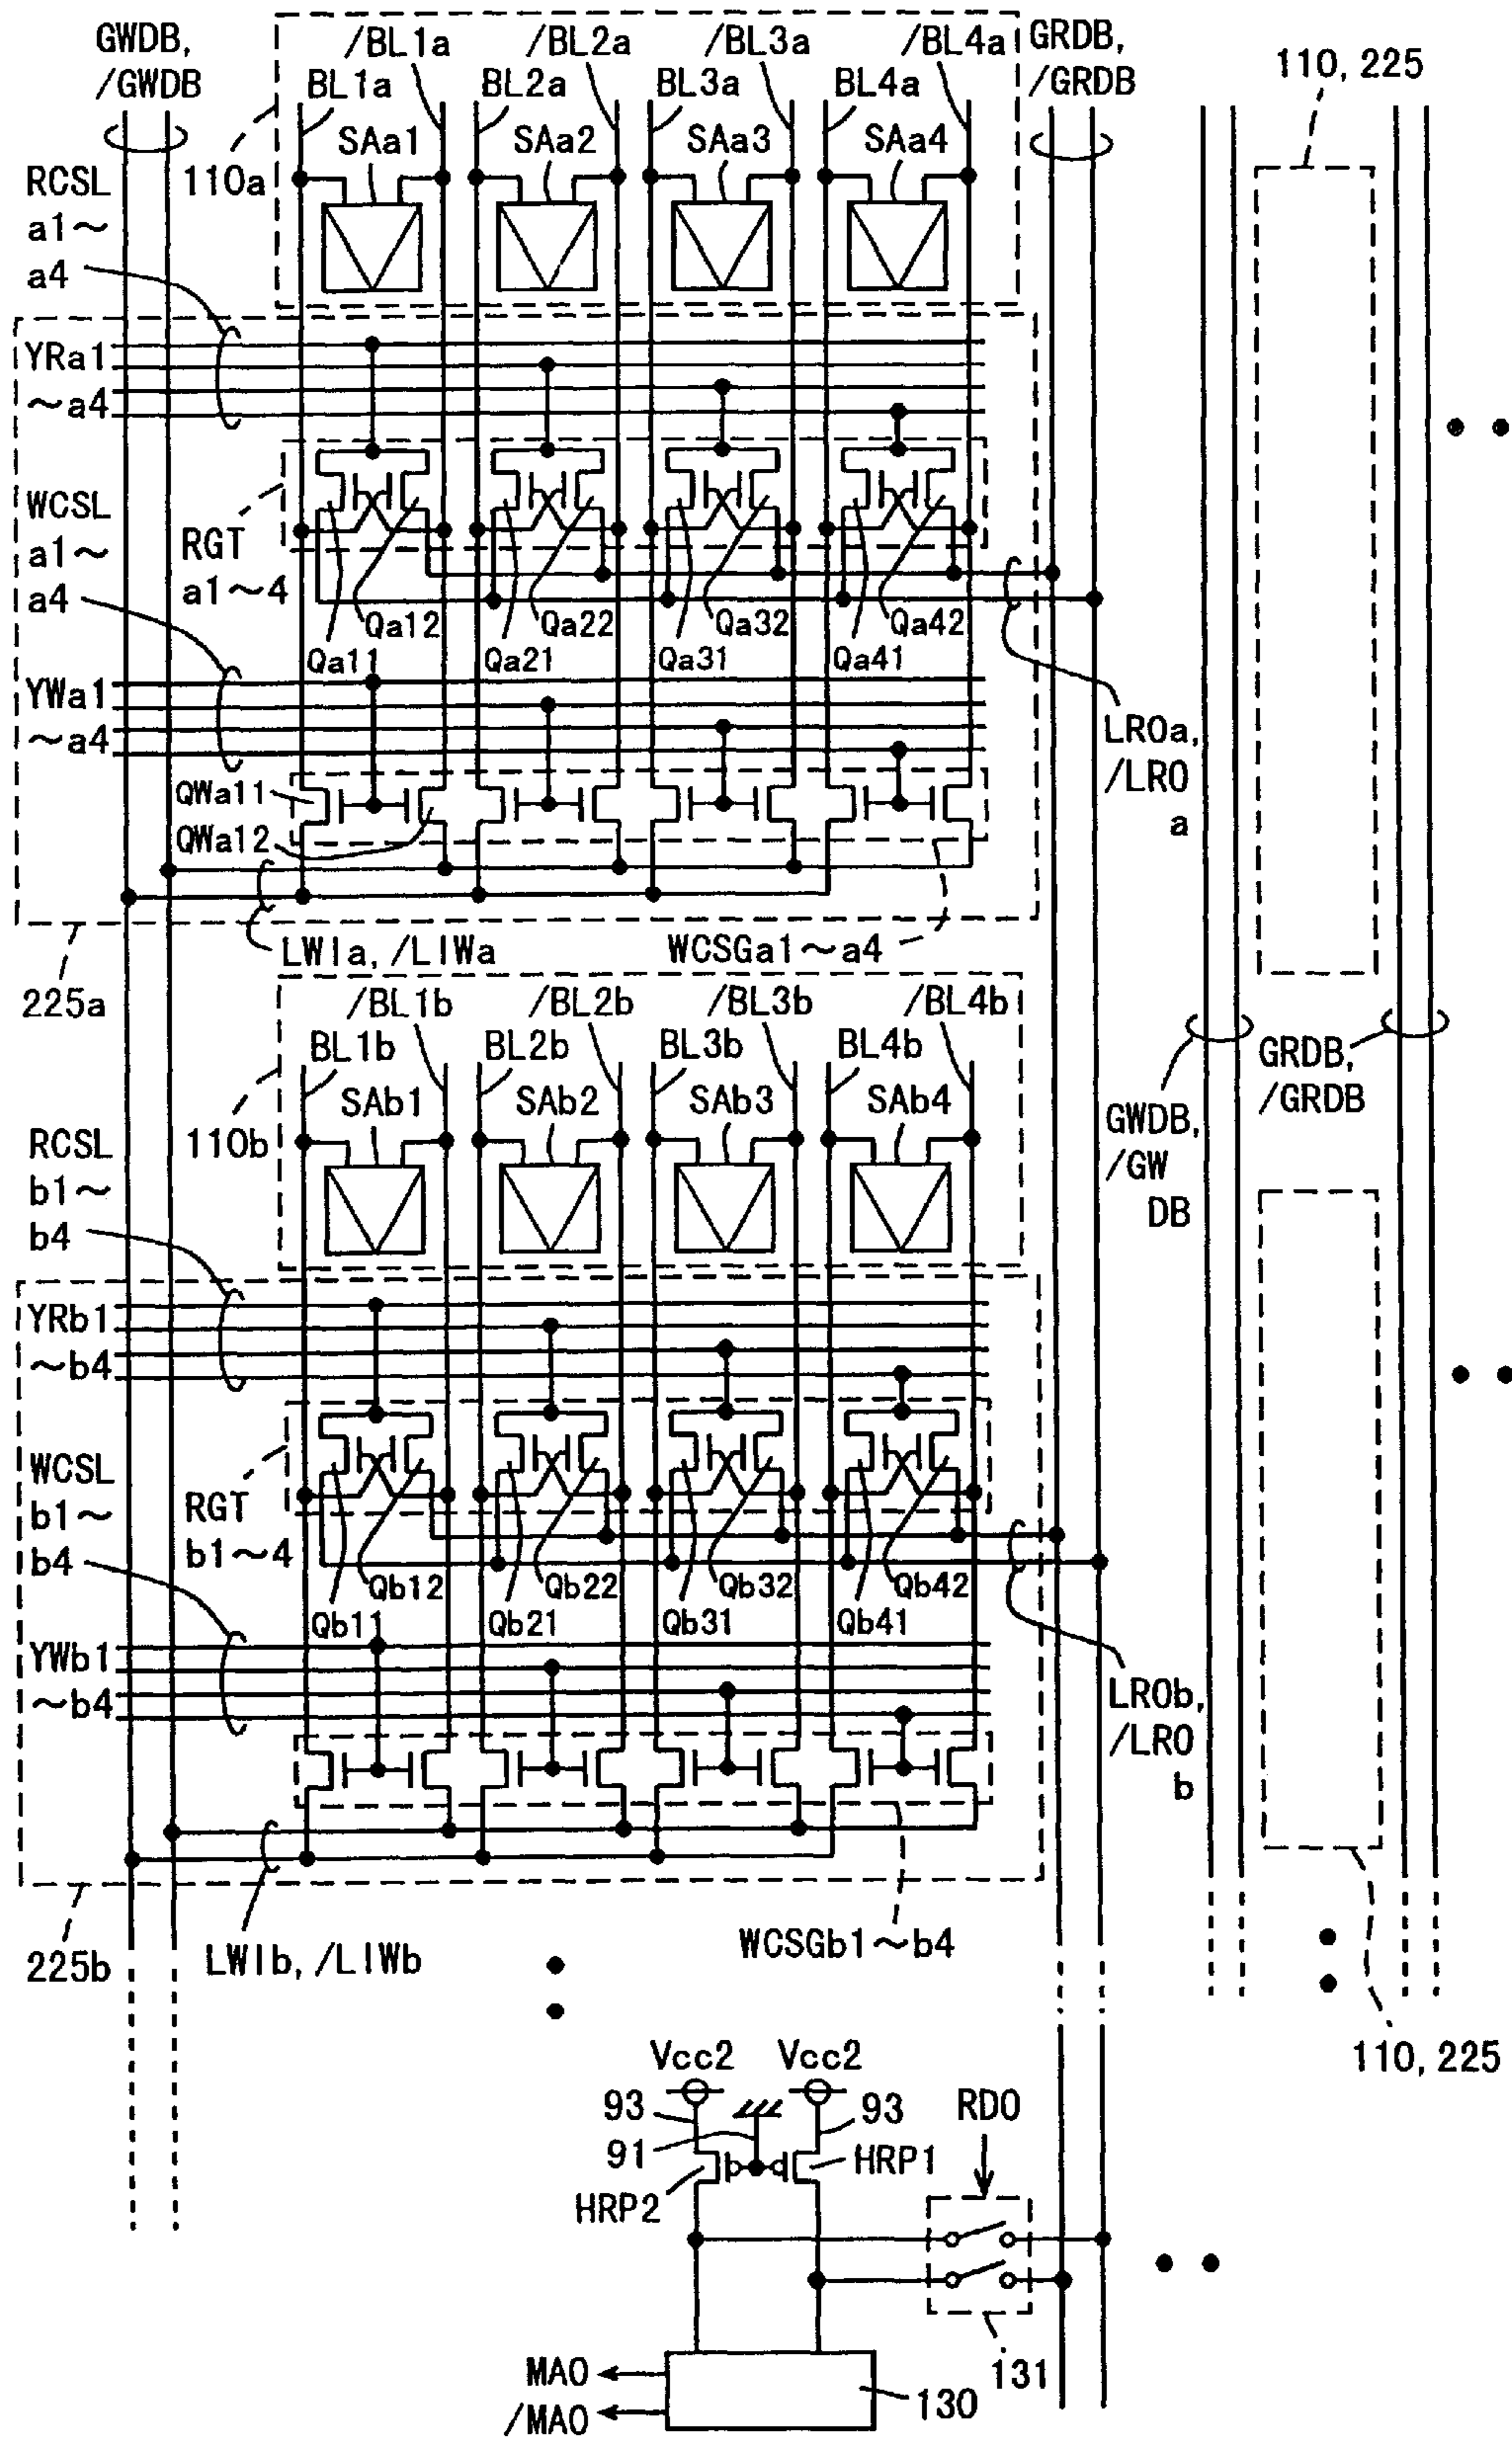 GWDB,
/GWDB
/BL1a
/BL2a
/BL3a
/BL4a
GRDB,
/GRDB
BL1a
BL2a
BL3a
BL4a
110, 225
SAa1
SAa2
SAa3
SAa4
RCSL
a1~
a4
110a
YRa1
~a4
WCSL
a1~
a4
RGT
a1~4
Qa12
Qa22
Qa32
Qa42
Qa11
Qa21
Qa31
Qa41
YWa1
~a4
LROa,
/LRO
a
QWa11
QWa12
LWIa, /LIWa
WCSGa1~a4
225a
/BL1b
/BL2b
/BL3b
/BL4b
BL1b
BL2b
BL3b
BL4b
GRDB,
/GRDB
GWDB,
/GW
DB
SAb1
SAb2
SAb3
SAb4
RCSL
b1~
b4
110b
YRb1
~b4
WCSL
b1~
b4
RGT
b1~4
Qb12
Qb22
Qb32
Qb42
Qb11
Qb21
Qb31
Qb41
YWb1
~b4
LROb,
/LRO
b
WCSGb1~b4
225b
LWIb, /LIWb
110, 225
Vcc2 Vcc2
93
93
RDO
91
HRP1
HRP2
131
MAO
/MAO
130